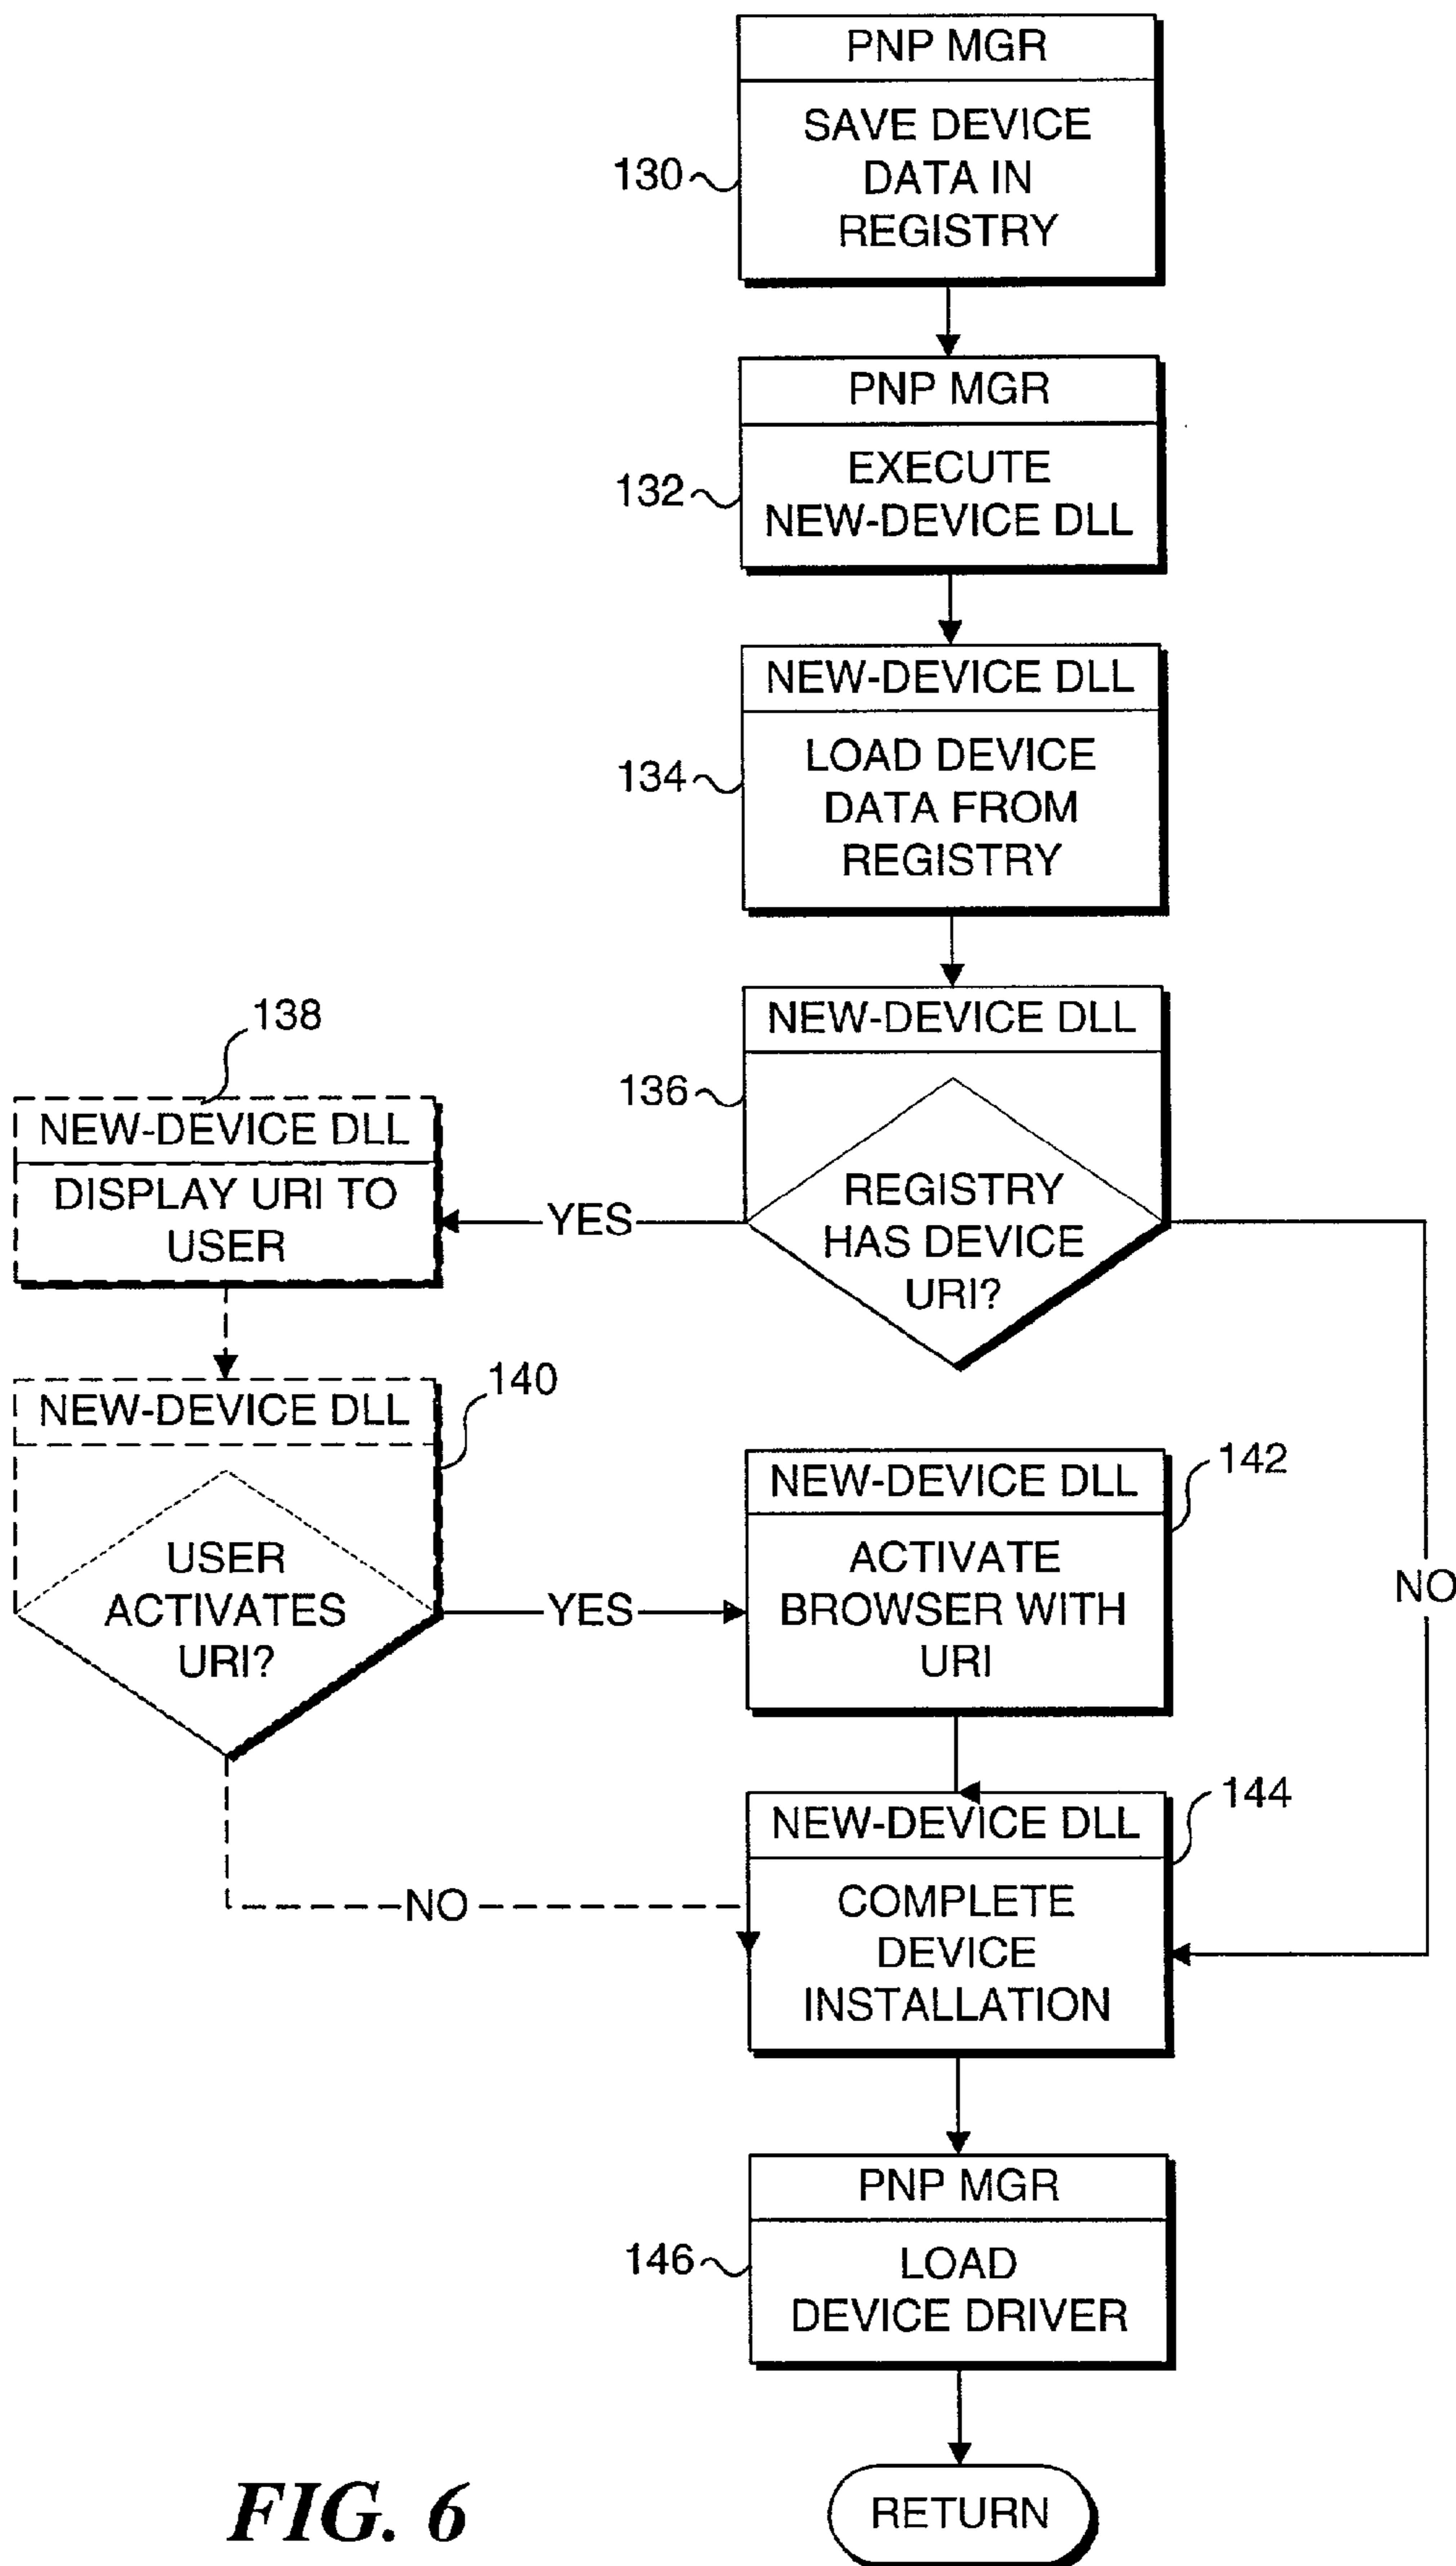 PNP MGR
SAVE DEVICE
DATA IN
REGISTRY
130
PNP MGR
EXECUTE
NEW-DEVICE DLL
132
NEW-DEVICE DLL
LOAD DEVICE
DATA FROM
REGISTRY
134
NEW-DEVICE DLL
136
REGISTRY
HAS DEVICE
URI?
YES
NO
138
NEW-DEVICE DLL
DISPLAY URI TO
USER
140
NEW-DEVICE DLL
USER
ACTIVATES
URI?
YES
NO
142
NEW-DEVICE DLL
ACTIVATE
BROWSER WITH
URI
144
NEW-DEVICE DLL
COMPLETE
DEVICE
INSTALLATION
PNP MGR
146
LOAD
DEVICE DRIVER
RETURN
FIG. 6